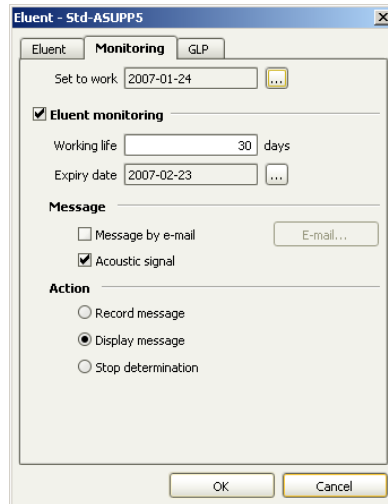 Eluent - Std-ASUPP5
Eluent Monitoring GLP
Set to work 2007-01-24 ...
Eluent monitoring
Working life 30 days
Expiry date 2007-02-23 ...
Message
Message by e-mail E-mail...
Acoustic signal
Action
Record message
Display message
Stop determination
OK Cancel